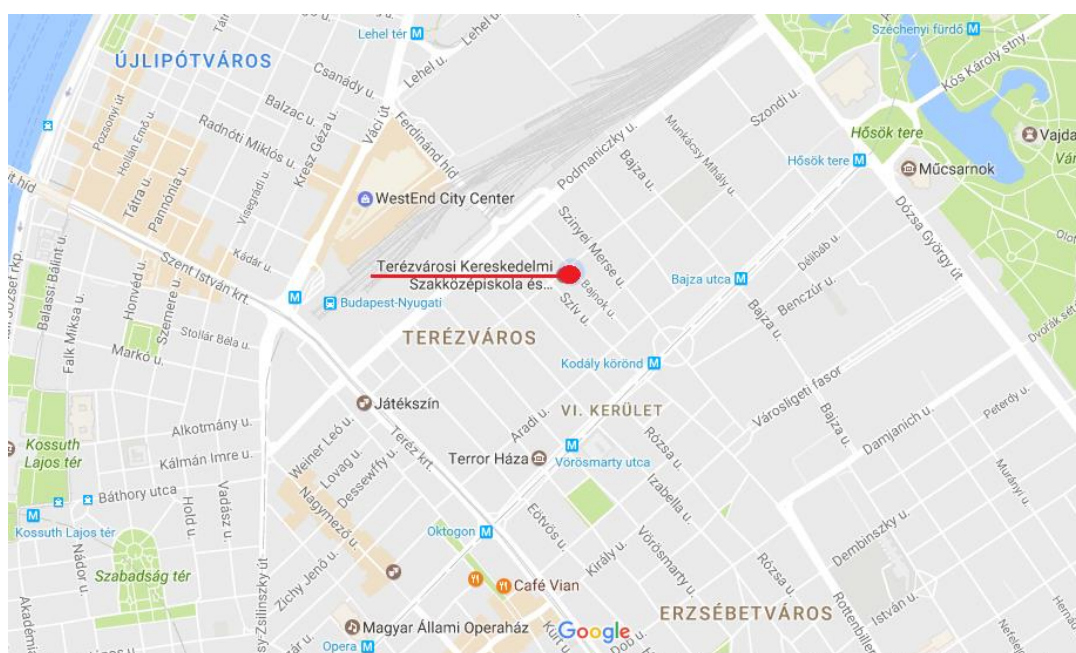 Lehel tér M
Széchenyi fürdő M
ÚJLIPÓTVÁROS
Lehel u.
Csanády u.
Kós Károly stny.
Pozsonyi út
Balzac u.
Váci út
Szondi u.
Hollán Ernő u.
Radnóti Miklós u.
Ferdinánd híd
Munkácsy Mihály u.
Hősök tere
Vajda
Kresz Géza u.
Podmaniczky u.
Bajza u.
Hősök tere M
Műcsarnok
Tátra u.
Pannónia u.
Visegrádi u.
WestEnd City Center
Szinyei Merse u.
Dózsa György út
Kádár u.
Szent István krt.
Balassi Bálint u.
Honvéd u.
Szemere u.
Falk Miksa u.
Délibáb u.
Terézvárosi Kereskedelmi
Szakközépiskola és...
Bajnok u.
Bajza utca M
Benczúr u.
M
Budapest-Nyugati
Szív u.
Bajza u.
Stollár Béla u.
TERÉZVÁROS
Markó u.
Kodály körönd M
Városligeti fasor
Játékszín
Aradi u.
VI. KERÜLET
Bajza u.
Damjanich u.
Peterdy u.
Alkotmány u.
Weiner Leó u.
Teréz krt.
Rózsa u.
Kossuth
Lajos tér
Kálmán Imre u.
Lovag u.
Terror Háza
M
Vörösmarty utca
Dessewffy u.
Izabella u.
Murányi u.
Báthory utca
Nagymező u.
M
Kossuth Lajos tér
Hold u.
Vadász u.
Oktogon M
Eötvös u.
Király u.
Vörösmarty u.
Dembinszky u.
Nádor u.
Szabadság tér
Zichy Jenő u.
Café Vian
Rózsa u.
István u.
Rottenbiller
ERZSÉBETVÁROS
Magyar Állami Operaház
Google
Opera M
Dob u.